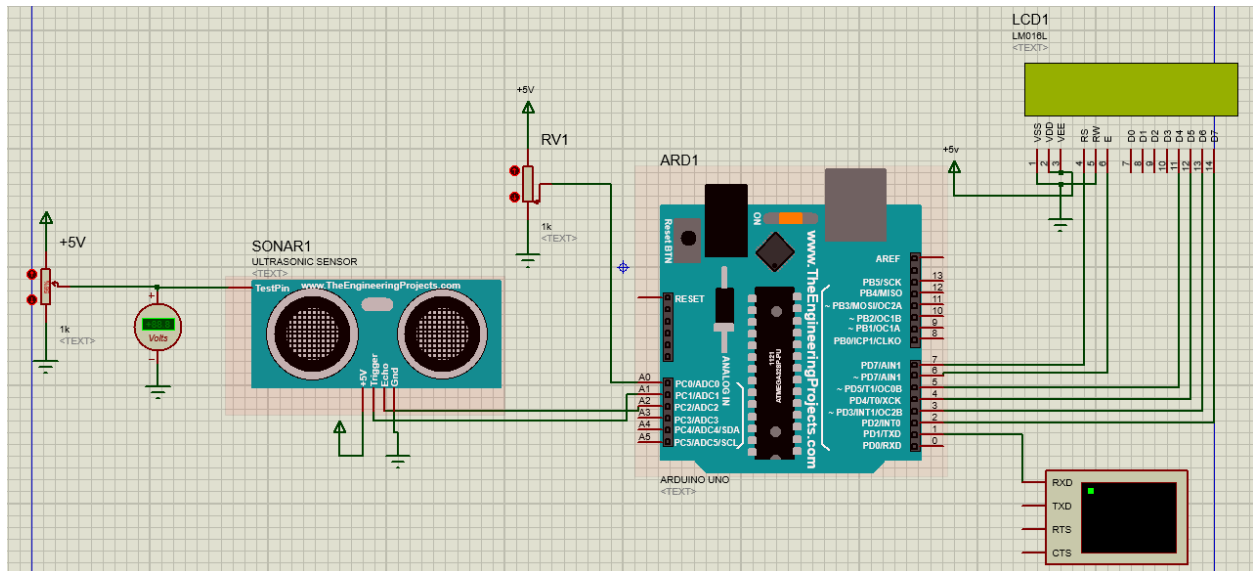 LCD1
LM016L
<TEXT>
VSS
VDD
VEE
RS
RW
E
D0
D1
D2
D3
D4
D5
D6
D7
1
2
3
4
5
6
7
8
9
10
11
12
13
14
+5v
+5V
RV1
1k
<TEXT>
+5V
1k
<TEXT>
Volts
SONAR1
ULTRASONIC SENSOR
<TEXT>
TestPin
www.TheEngineeringProjects.com
+5V
Trigger
Echo
Gnd
ARD1
Reset BTN
ON
www.TheEngineeringProjects.com
RESET
ANALOG IN
1121
ATMEGA328P-PU
A0
A1
A2
A3
A4
A5
PC0/ADC0
PC1/ADC1
PC2/ADC2
PC3/ADC3
PC4/ADC4/SDA
PC5/ADC5/SCL
AREF
PB5/SCK
PB4/MISO
~ PB3/MOSI/OC2A
~ PB2/OC1B
~ PB1/OC1A
PB0/ICP1/CLKO
13
12
11
10
9
8
PD7/AIN1
~ PD7/AIN1
~ PD5/T1/OC0B
PD4/T0/XCK
~ PD3/INT1/OC2B
PD2/INT0
PD1/TXD
PD0/RXD
7
6
5
4
3
2
1
0
ARDUINO UNO
<TEXT>
RXD
TXD
RTS
CTS